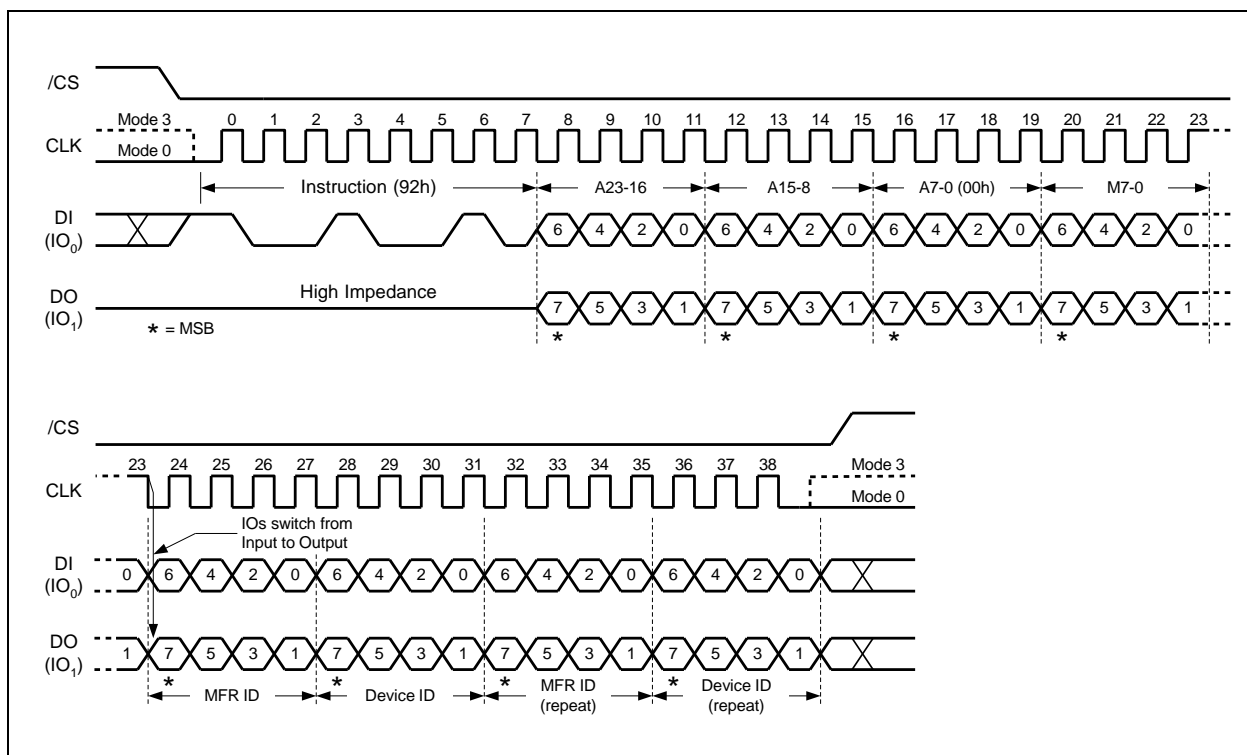 /CS
Mode 3
0 1 2 3 4 5 6 7 8 9 10 11 12 13 14 15 16 17 18 19 20 21 22 23
CLK
Mode 0
Instruction (92h) A23-16 A15-8 A7-0 (00h) M7-0
DI
(IO0)
6 4 2 0 6 4 2 0 6 4 2 0 6 4 2 0
High Impedance
DO
(IO1)
7 5 3 1 7 5 3 1 7 5 3 1 7 5 3 1
* = MSB
* * * *
/CS
23 24 25 26 27 28 29 30 31 32 33 34 35 36 37 38
Mode 3
CLK
Mode 0
IOs switch from
Input to Output
DI
(IO0)
0 6 4 2 0 6 4 2 0 6 4 2 0 6 4 2 0
DO
(IO1)
1 7 5 3 1 7 5 3 1 7 5 3 1 7 5 3 1
* * * *
MFR ID Device ID MFR ID
(repeat)
Device ID
(repeat)